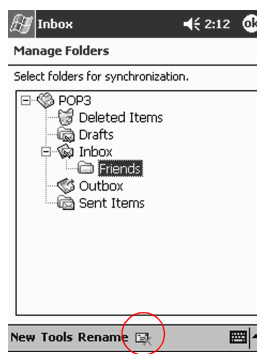 Inbox 2:12 ok
Manage Folders
Select folders for synchronization.
POP3
Deleted Items
Drafts
Inbox
Friends
Outbox
Sent Items
New Tools Rename